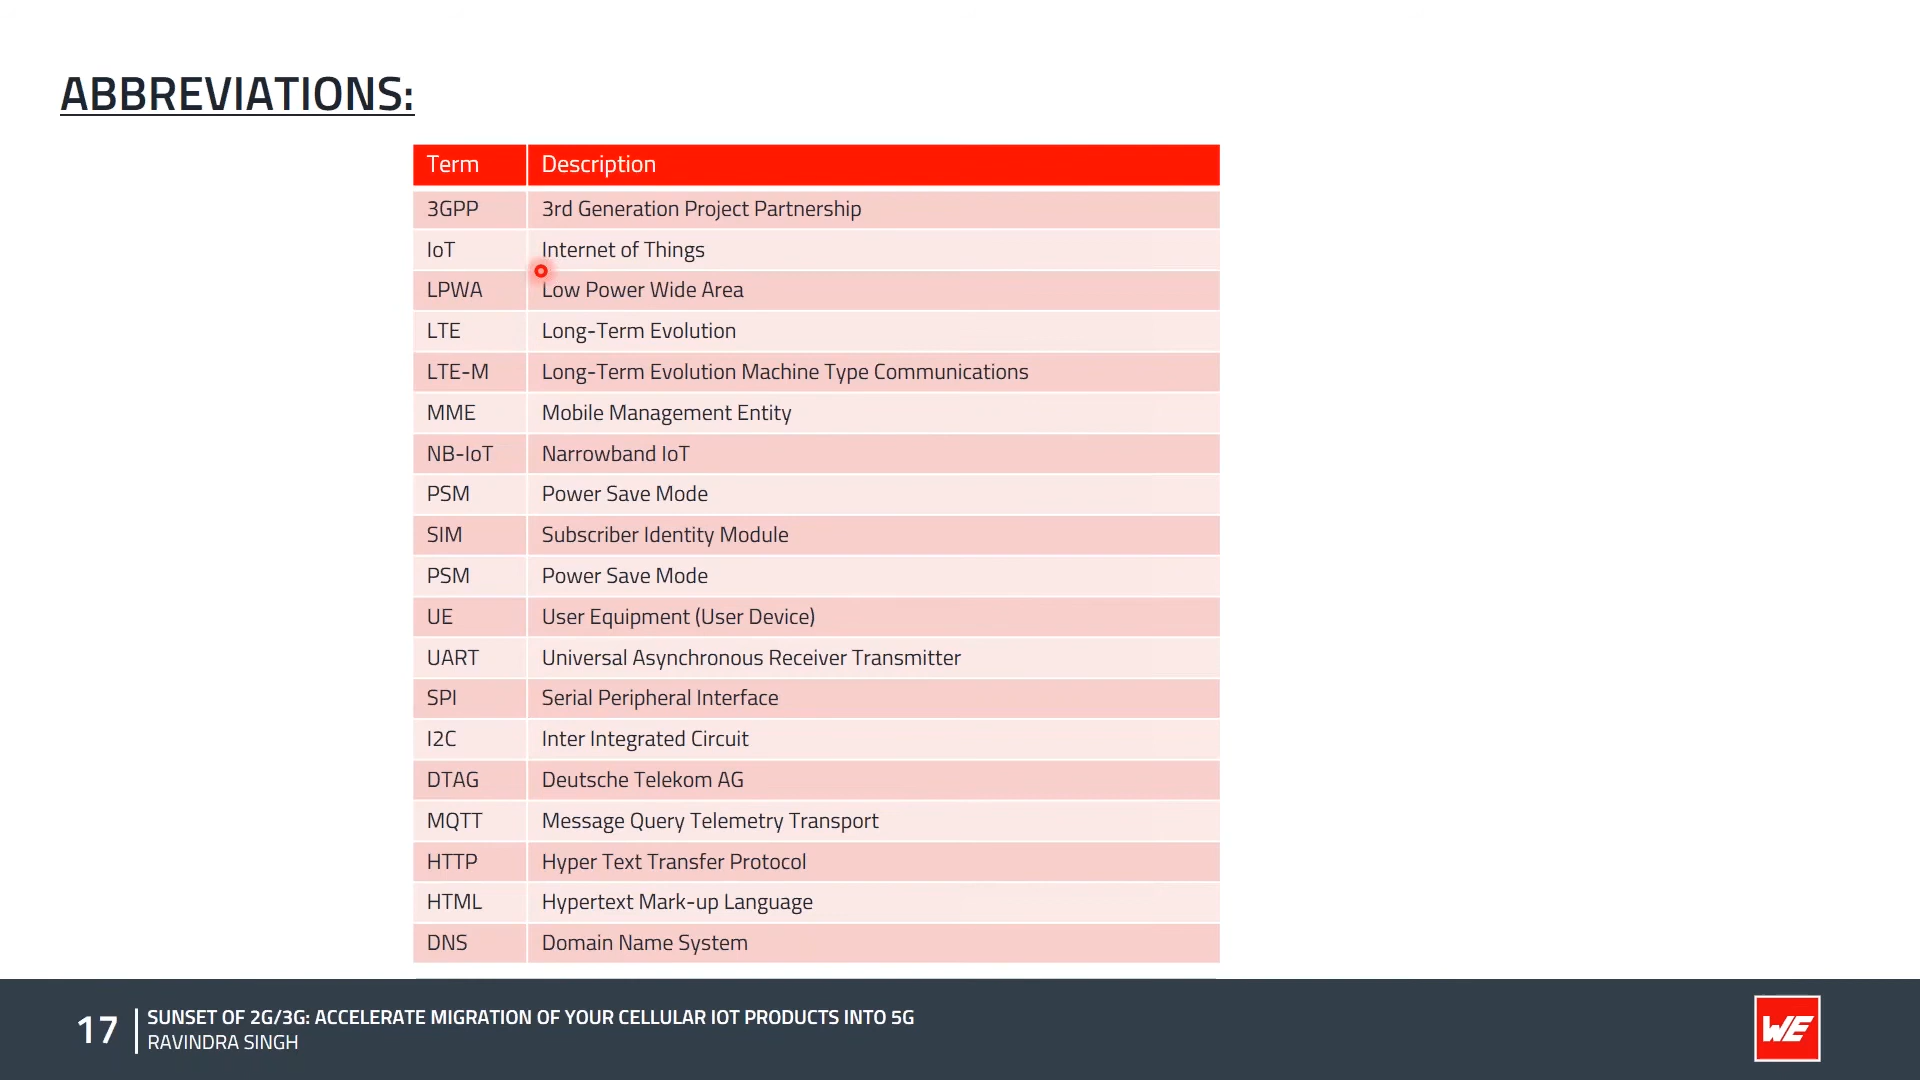 ABBREVIATIONS:
Term Description
3GPP 3rd Generation Project Partnership
IoT Internet of Things
LPWA Low Power Wide Area
LTE Long-Term Evolution
LTE-M Long-Term Evolution Machine Type Communications
MME Mobile Management Entity
NB-IoT Narrowband IoT
PSM Power Save Mode
SIM Subscriber Identity Module
PSM Power Save Mode
UE User Equipment (User Device)
UART Universal Asynchronous Receiver Transmitter
SPI Serial Peripheral Interface
I2C Inter Integrated Circuit
DTAG Deutsche Telekom AG
MQTT Message Query Telemetry Transport
HTTP Hyper Text Transfer Protocol
HTML Hypertext Mark-up Language
DNS Domain Name System
17
SUNSET OF 2G/3G: ACCELERATE MIGRATION OF YOUR CELLULAR IOT PRODUCTS INTO 5G
RAVINDRA SINGH
WE